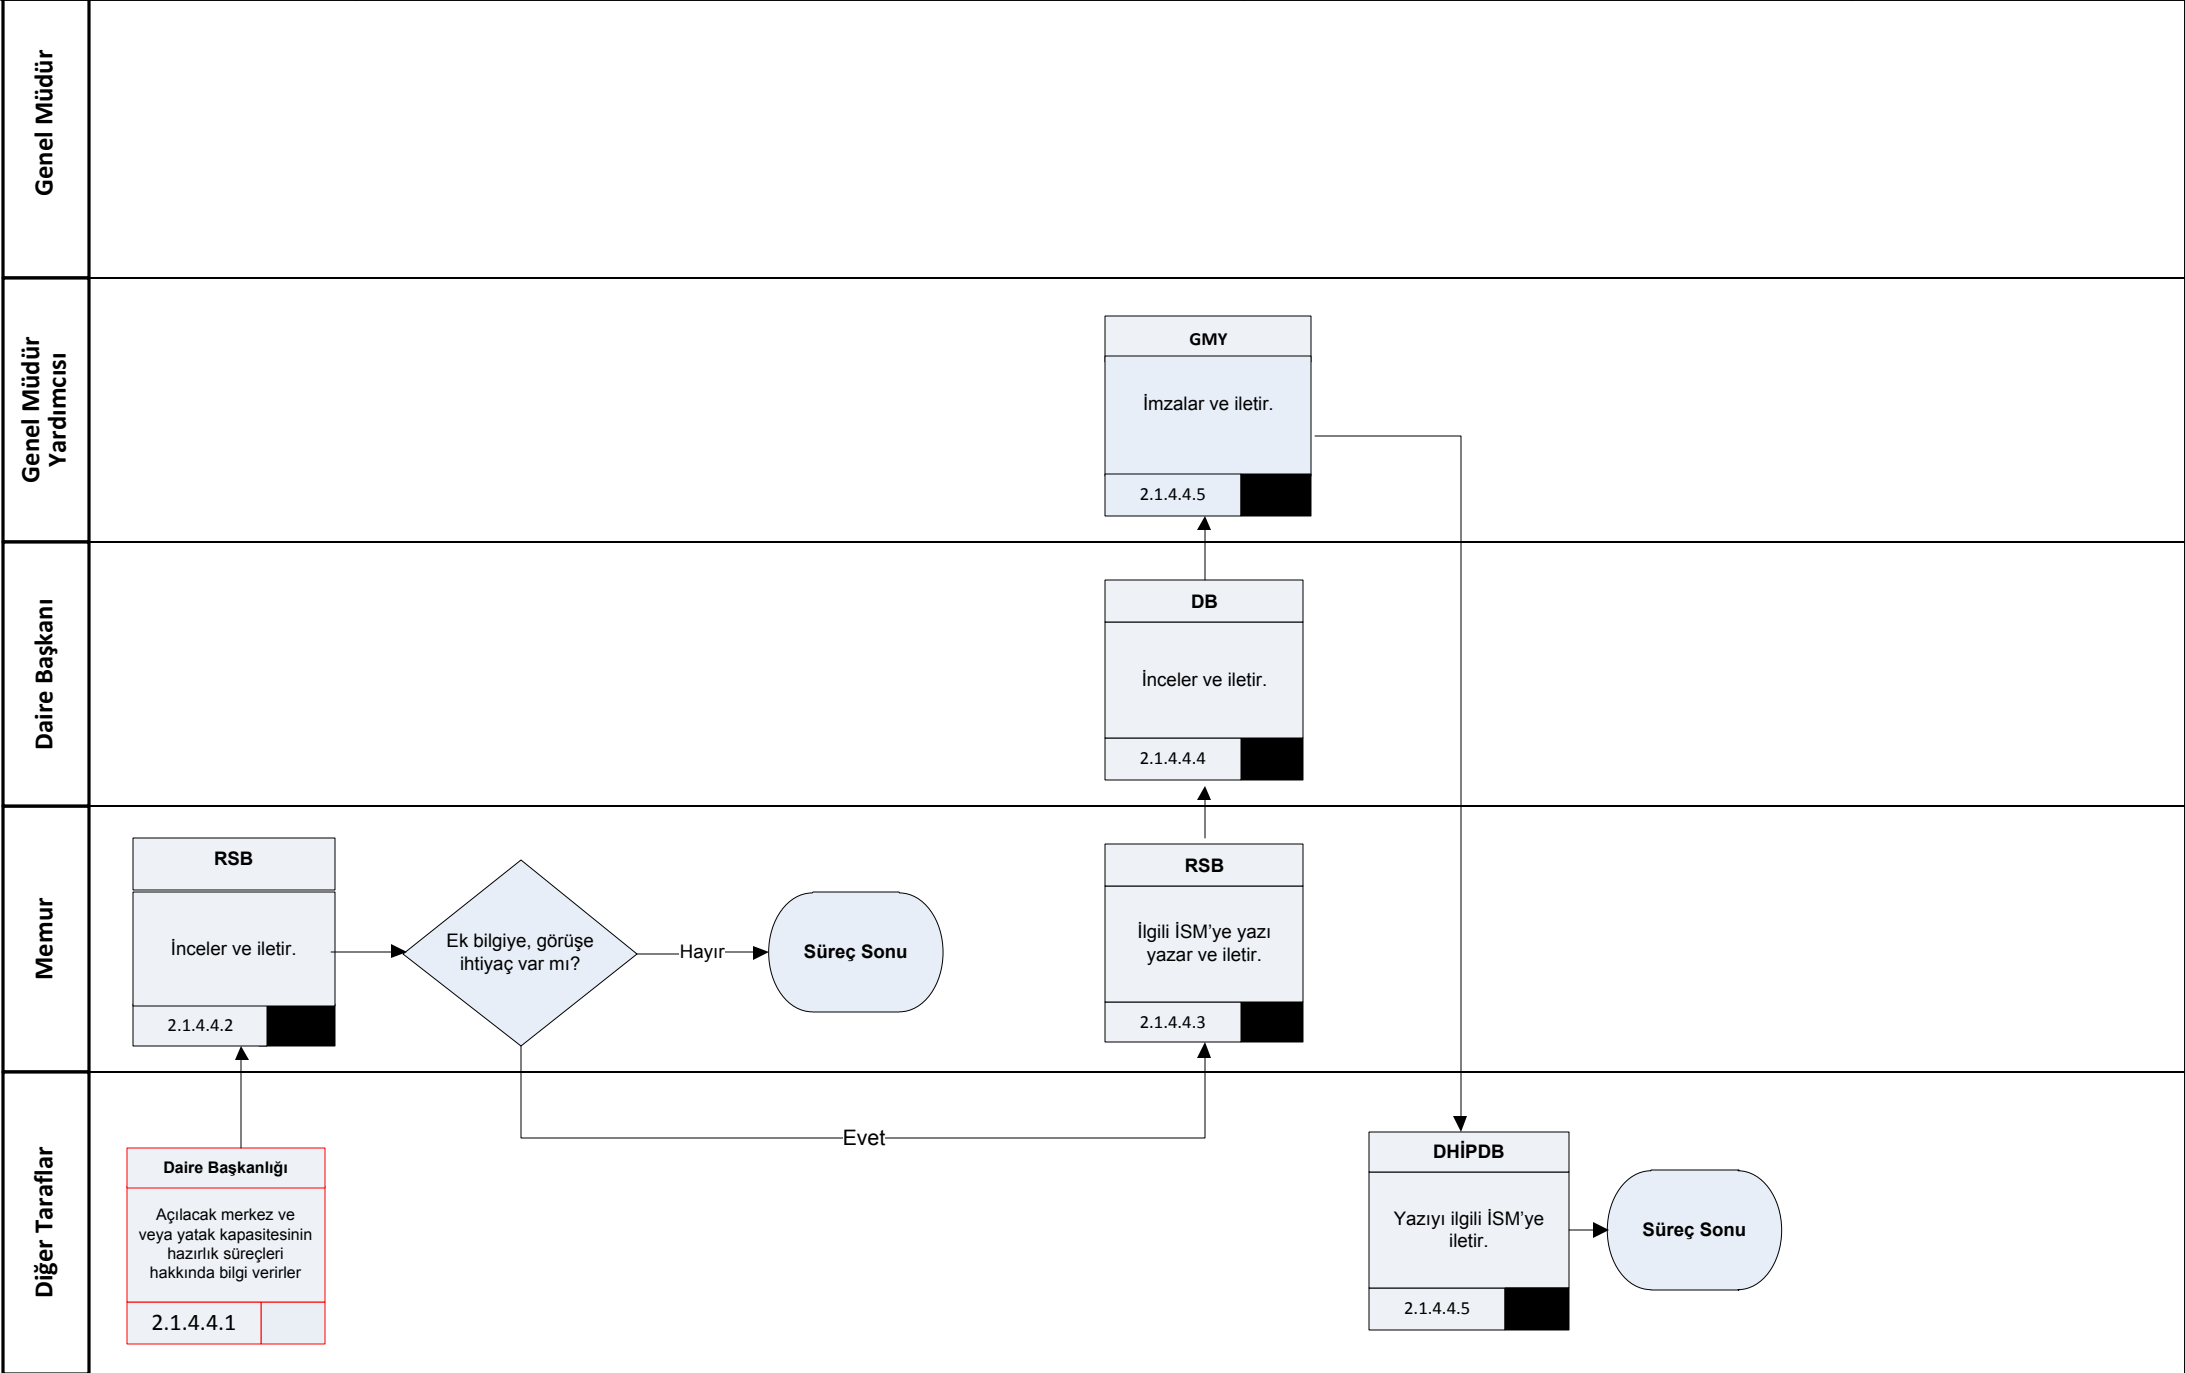 Genel Müdür
Genel Müdür
Yardımcısı
GMY
İmzalar ve iletir.
2.1.4.4.5
Daire Başkanı
DB
İnceler ve iletir.
2.1.4.4.4
Memur
RSB
İnceler ve iletir.
2.1.4.4.2
Ek bilgiye, görüşe
ihtiyaç var mı?
Hayır
Süreç Sonu
RSB
İlgili İSM’ye yazı
yazar ve iletir.
2.1.4.4.3
Diğer Taraflar
Daire Başkanlığı
Açılacak merkez ve
veya yatak kapasitesinin
hazırlık süreçleri
hakkında bilgi verirler
2.1.4.4.1
Evet
DHİPDB
Yazıyı ilgili İSM’ye
iletir.
2.1.4.4.5
Süreç Sonu